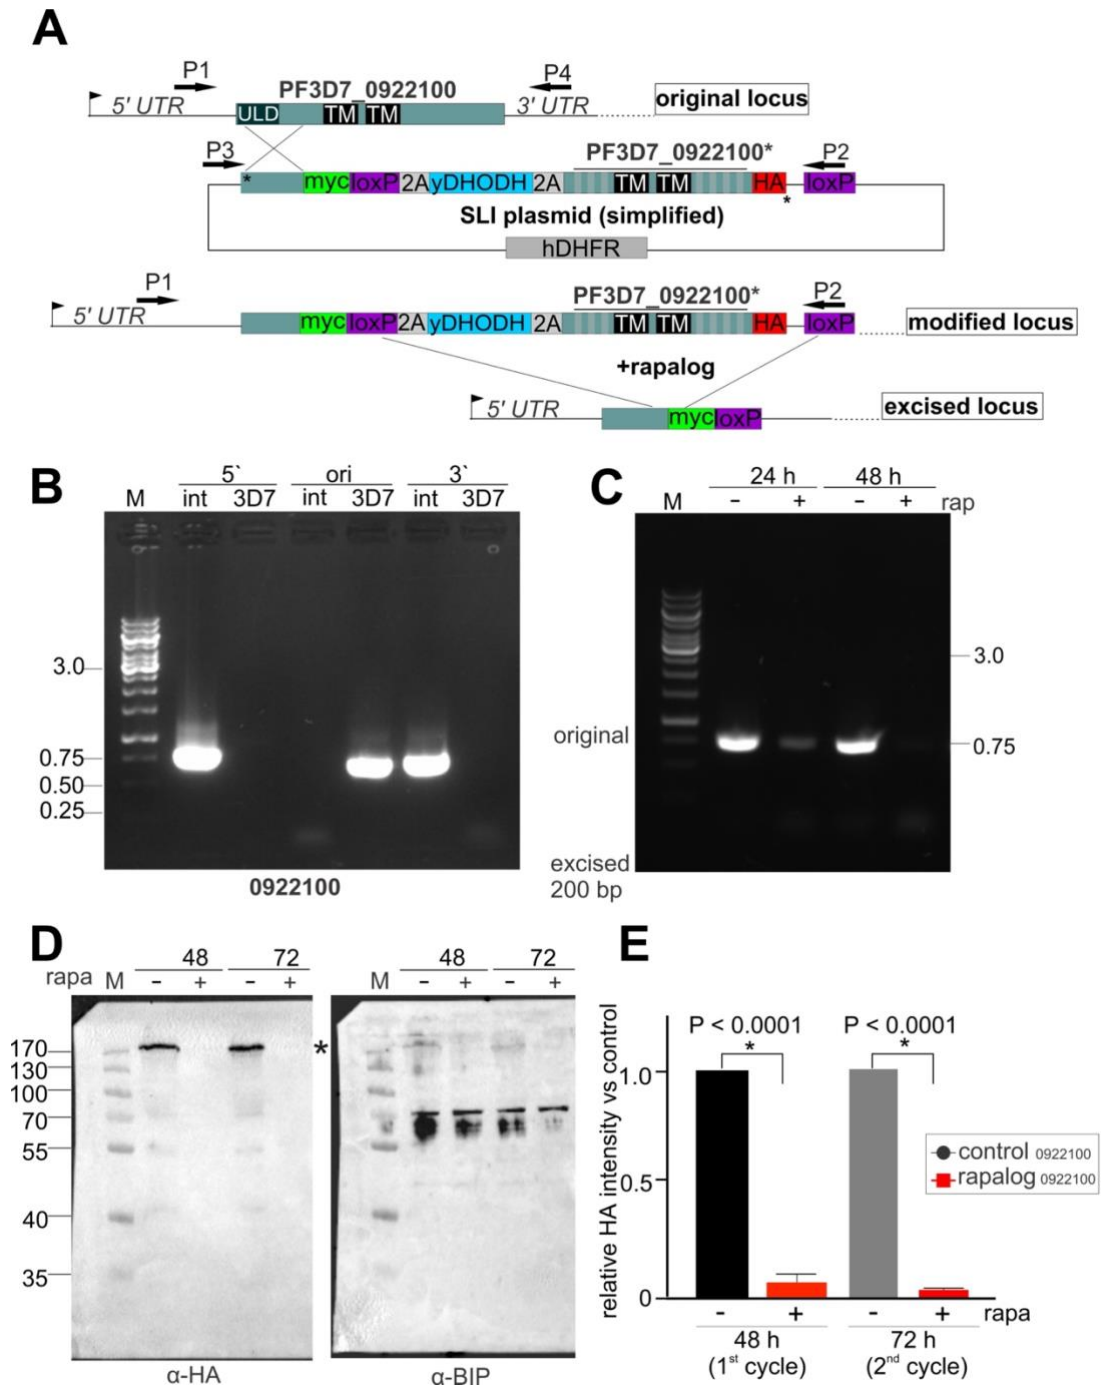 A
P1
P4
PF3D7_0922100
5' UTR
ULD
TM TM
3' UTR
original locus
P3
PF3D7_0922100*
P2
*
myc loxP 2A yDHODH 2A
TM TM
HA
loxP
*
SLI plasmid (simplified)
hDHFR
P1
PF3D7_0922100*
P2
5' UTR
myc loxP 2A yDHODH 2A
TM TM
HA
loxP
modified locus
+rapalog
5' UTR
myc loxP
excised locus
B
5` ori 3`
M int 3D7 int 3D7 int 3D7
3.0
0.75
0.50
0.25
0922100
C
24 h 48 h
M - + - + rap
3.0
original
0.75
excised
200 bp
D
48 72
rapa M - + - +
170
130
100
70
55
40
35
*
α-HA
48 72
M - + - +
α-BIP
E
relative HA intensity vs control
P < 0.0001 P < 0.0001
* *
1.0
0.5
0
control 0922100
rapalog 0922100
- + - + rapa
48 h 72 h
(1st cycle) (2nd cycle)